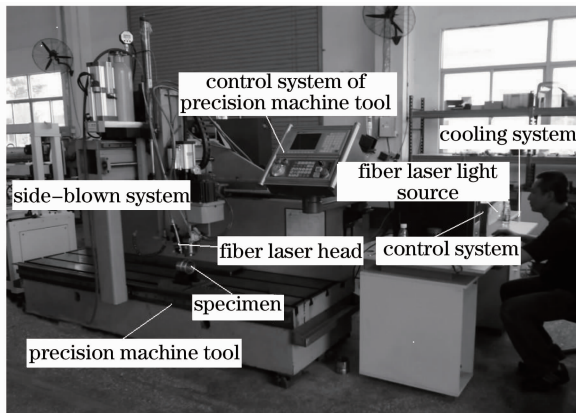 control system of
precision machine tool
cooling system
fiber laser light
source
side-blown system
fiber laser head
control system
specimen
precision machine tool